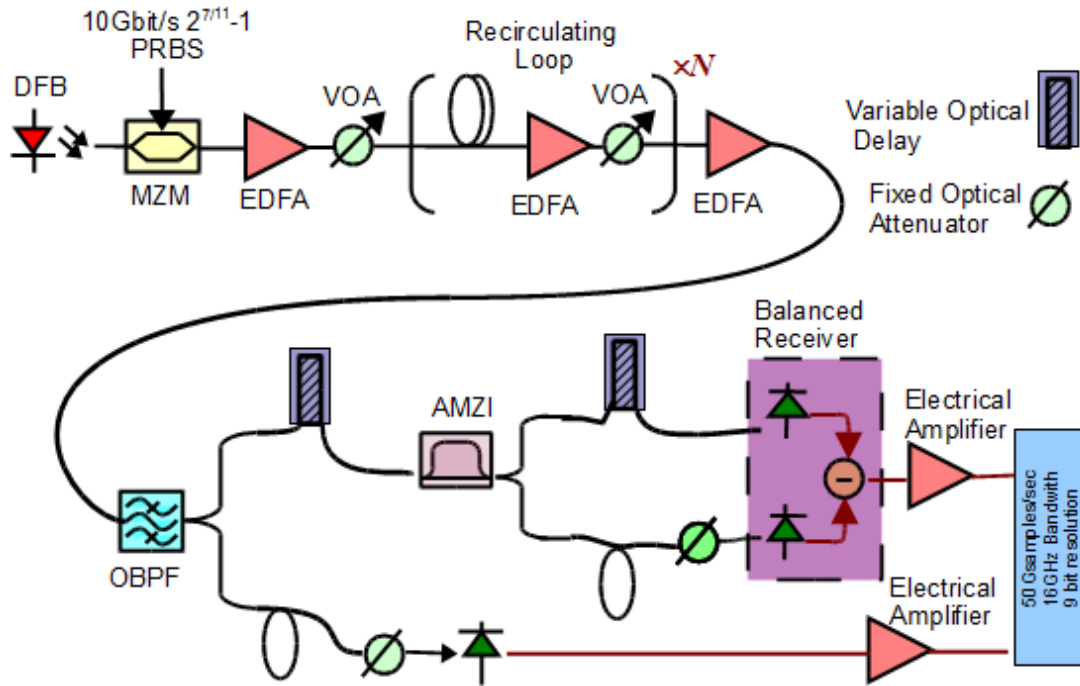 10Gbit/s 2^7/11-1
PRBS
DFB
MZM
EDFA
VOA
Recirculating
Loop
VOA
×N
EDFA
EDFA
Variable Optical
Delay
Fixed Optical
Attenuator
OBPF
AMZI
Balanced
Receiver
-
Electrical
Amplifier
Electrical
Amplifier
50 Gsamples/sec
16GHz Bandwith
9 bit resolution